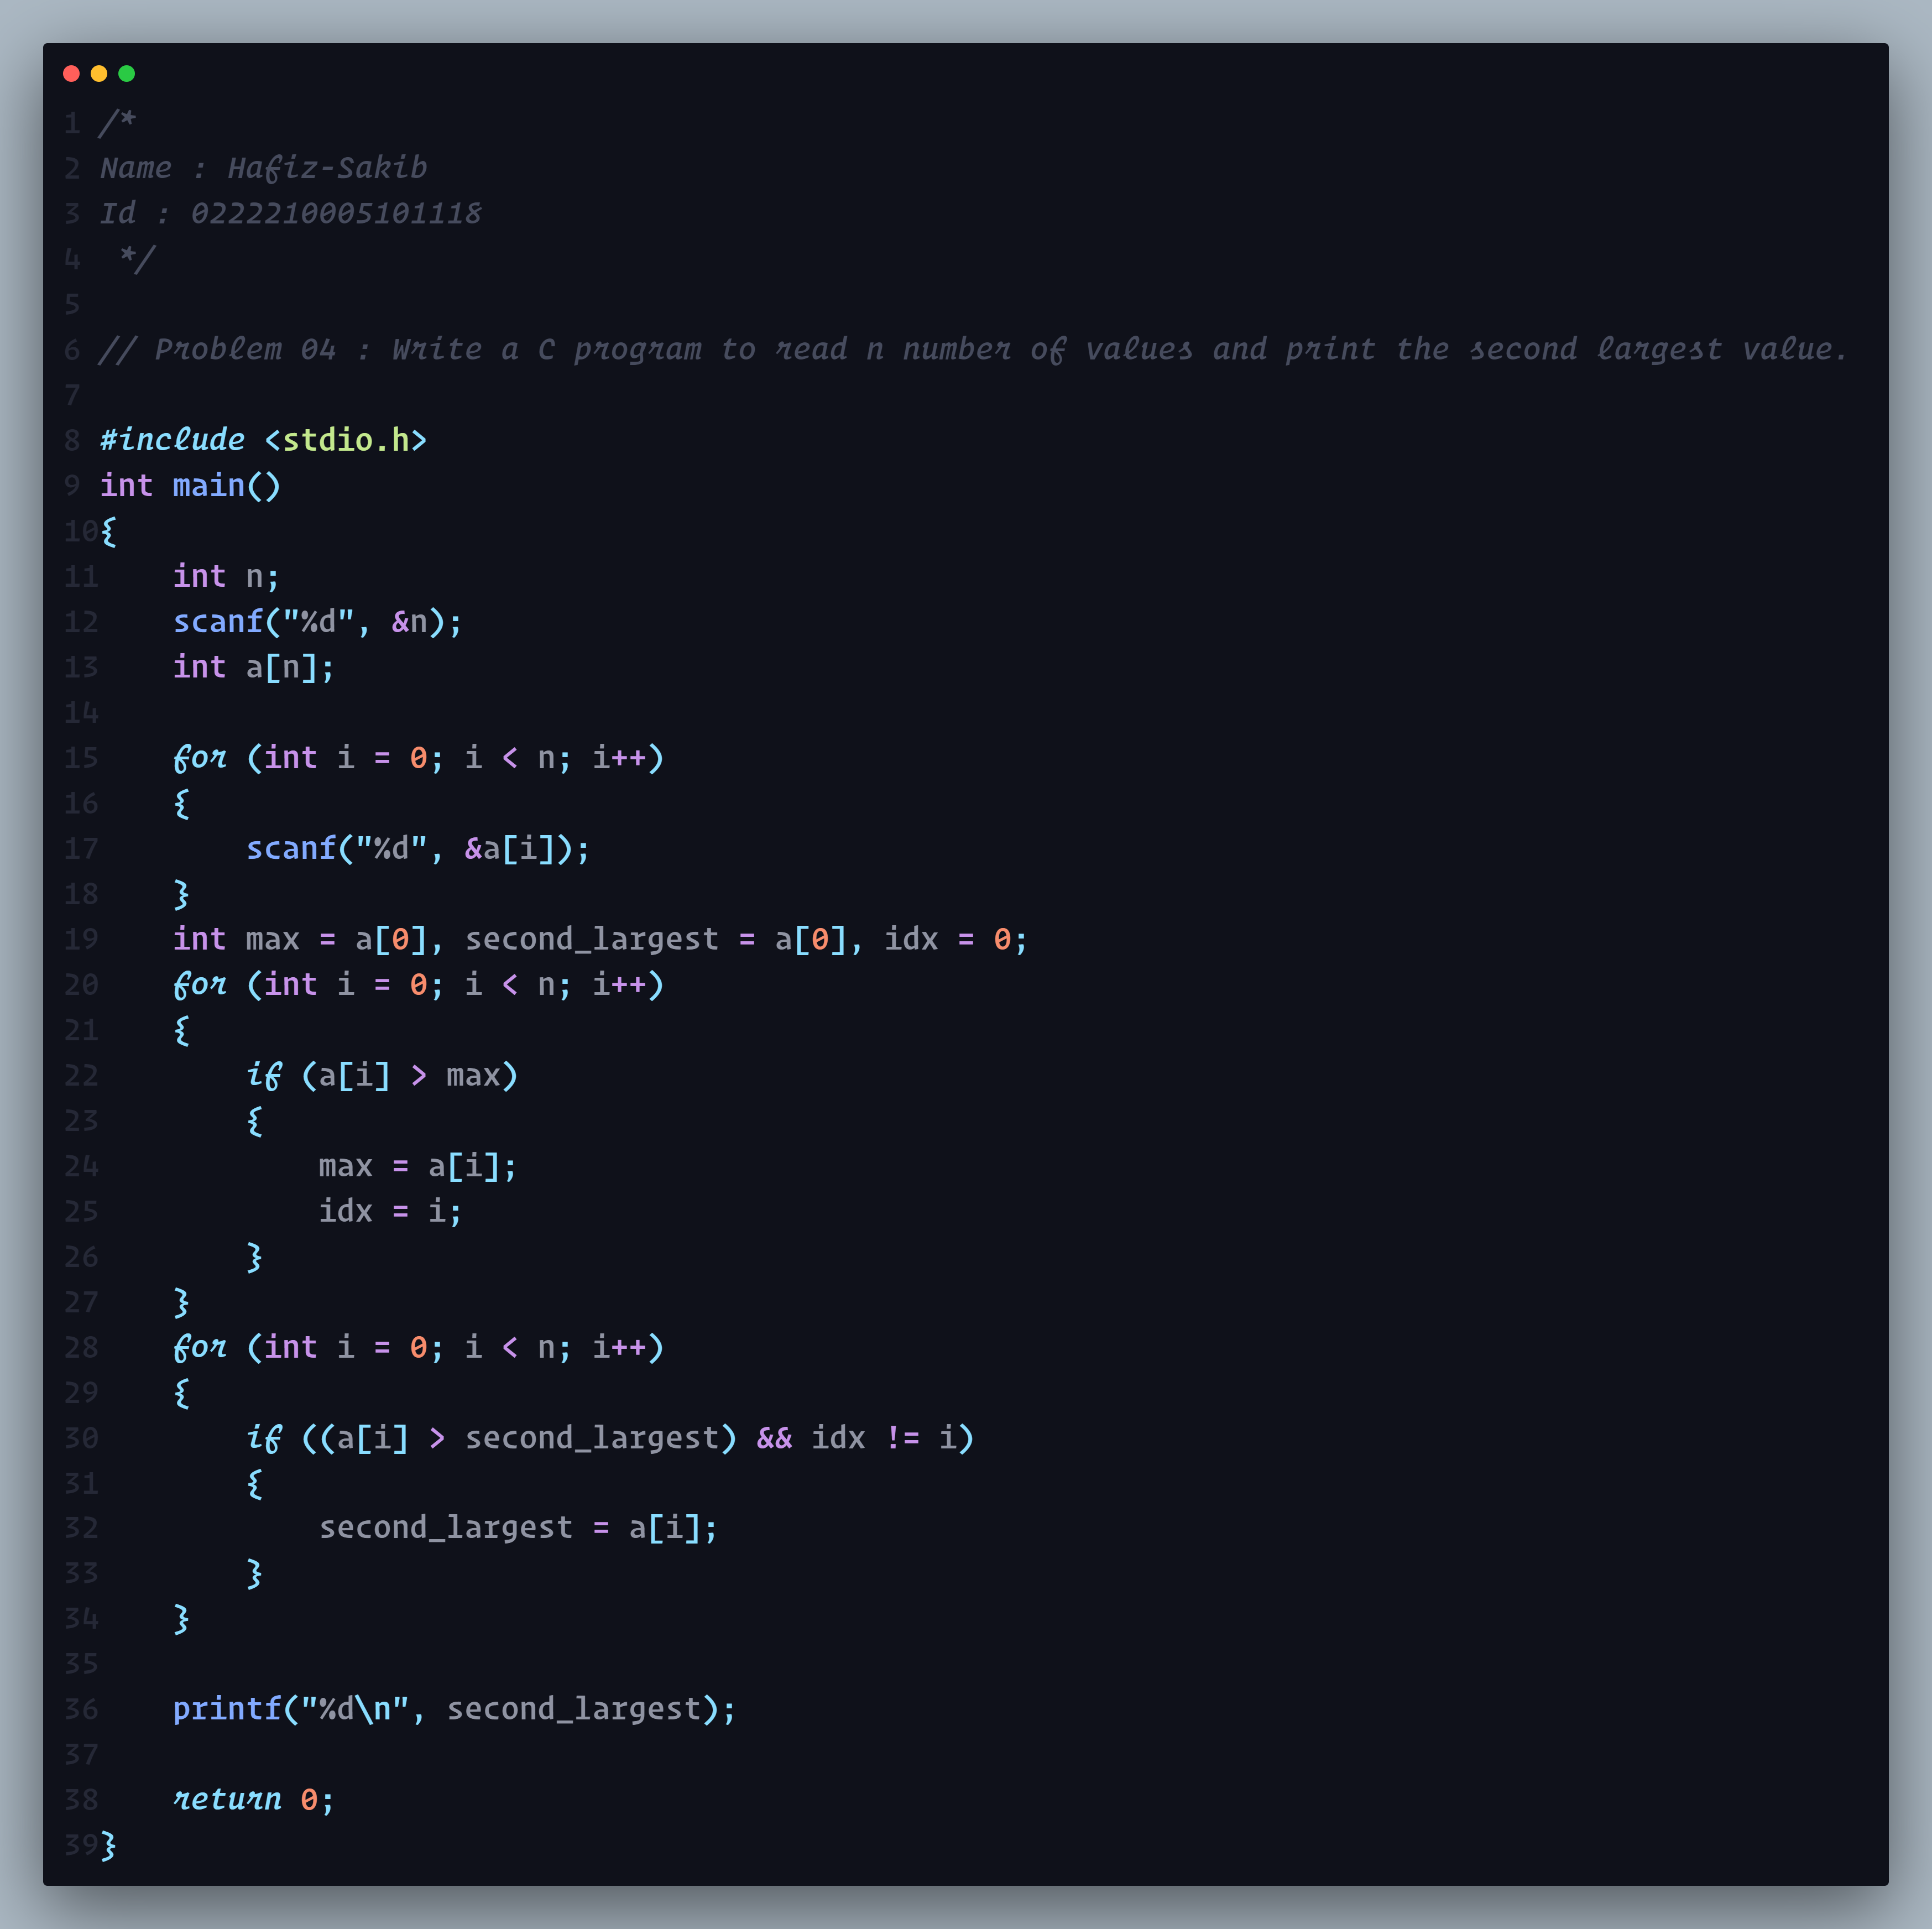 1 /*
2 Name : Hafiz-Sakib
3 Id : 0222210005101118
4  */
5
6 // Problem 04 : Write a C program to read n number of values and print the second largest value.
7
8 #include <stdio.h>
9 int main()
10{
11    int n;
12    scanf("%d", &n);
13    int a[n];
14
15    for (int i = 0; i < n; i++)
16    {
17        scanf("%d", &a[i]);
18    }
19    int max = a[0], second_largest = a[0], idx = 0;
20    for (int i = 0; i < n; i++)
21    {
22        if (a[i] > max)
23        {
24            max = a[i];
25            idx = i;
26        }
27    }
28    for (int i = 0; i < n; i++)
29    {
30        if ((a[i] > second_largest) && idx != i)
31        {
32            second_largest = a[i];
33        }
34    }
35
36    printf("%d\n", second_largest);
37
38    return 0;
39}